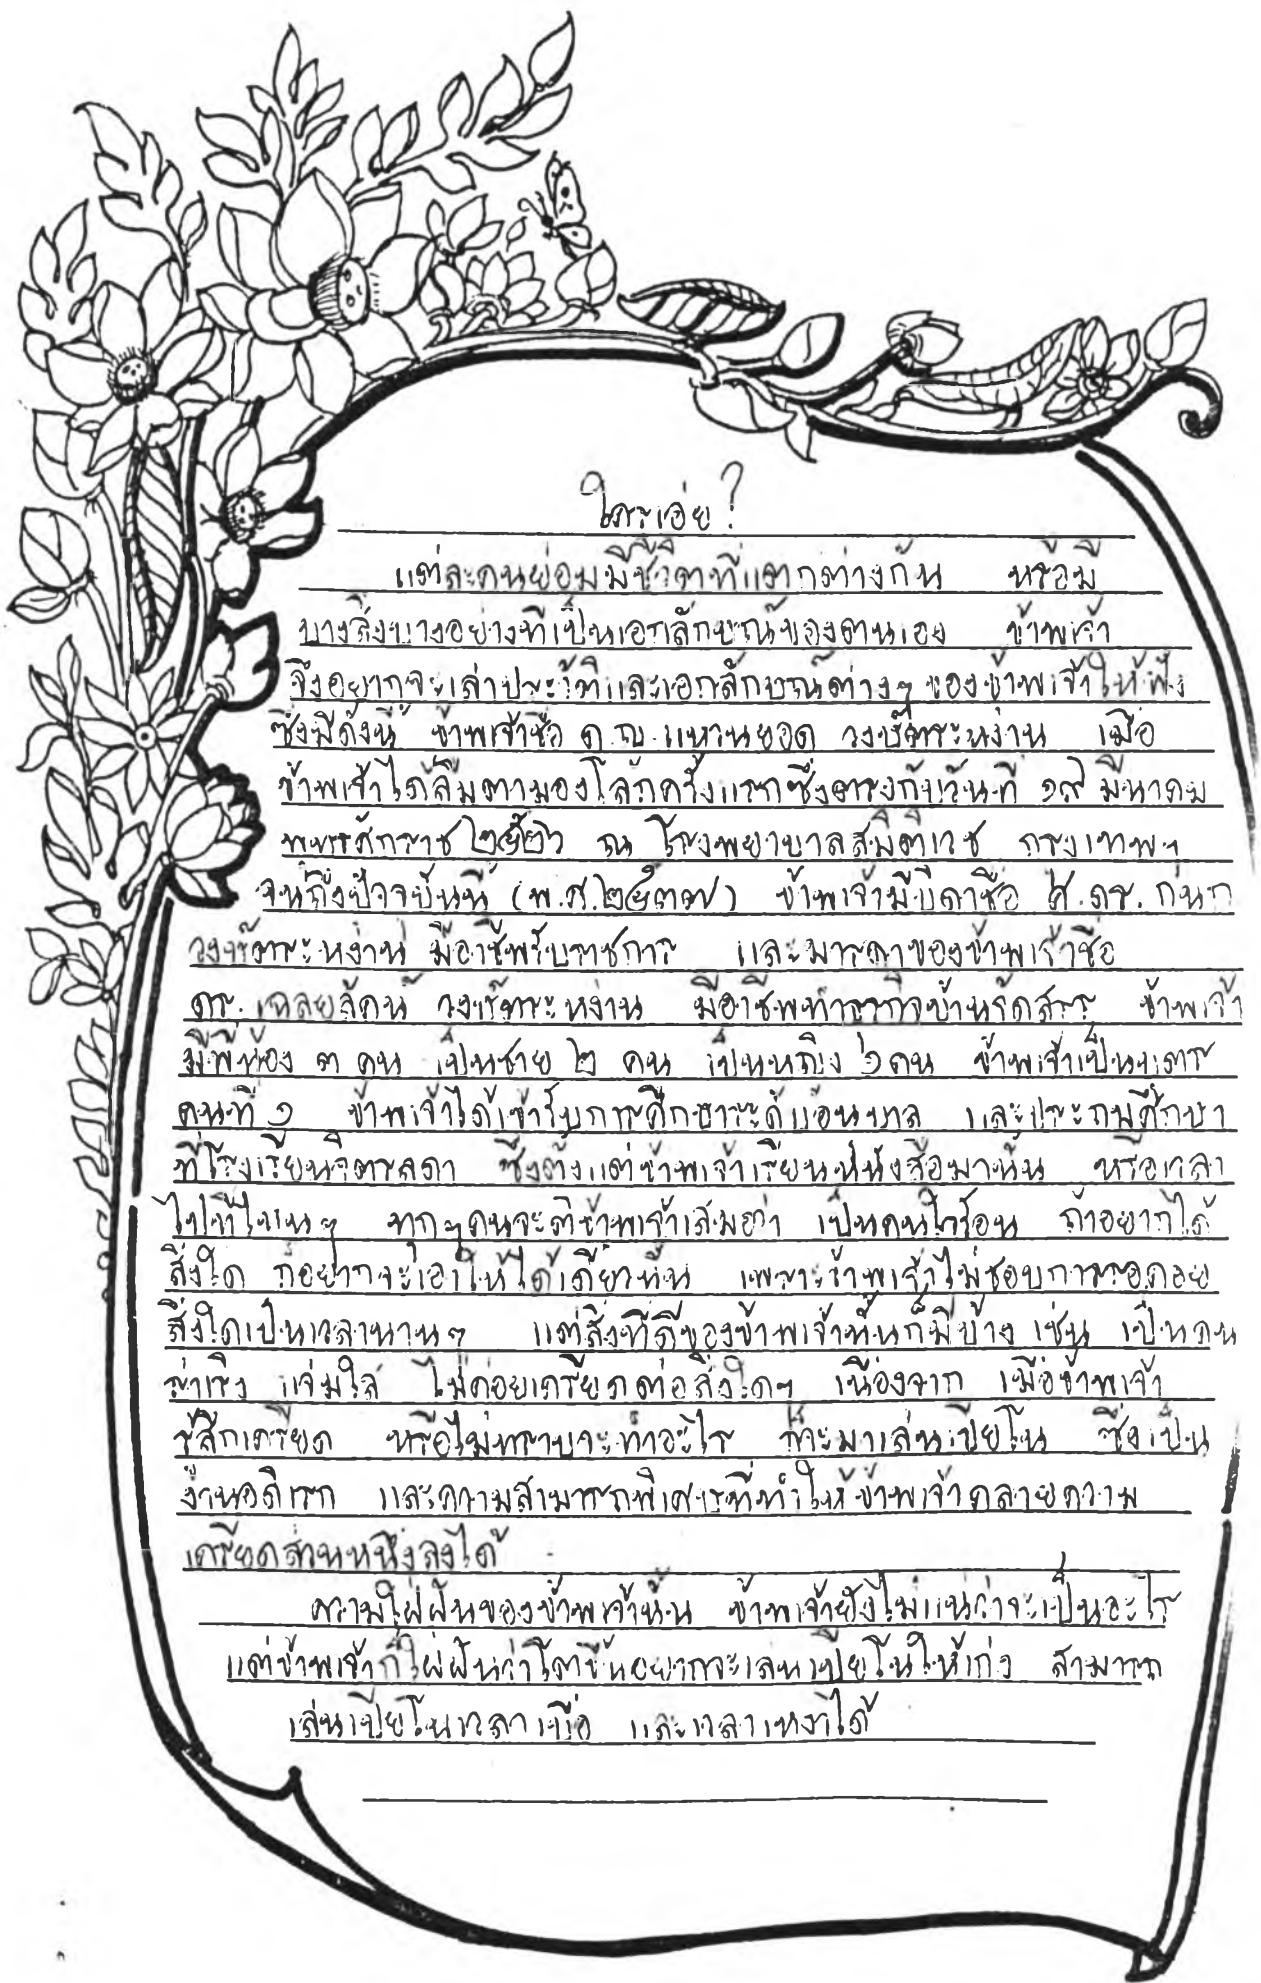 ใครเอ่ย?
แต่ละคนย่อมมีชีวิตที่แตกต่างกัน หรือมี
บางสิ่งบางอย่างที่เป็นเอกลักษณ์ของตนเอง ข้าพเจ้า
จึงอยากจะเล่าประวัติและเอกลักษณ์ต่างๆ ของข้าพเจ้าให้ฟัง
ซึ่งมีดังนี้ ข้าพเจ้าชื่อ ด.ญ.แหวนยอด วงษ์ตระหง่าน เมื่อ
ข้าพเจ้าได้ลืมตามองโลกครั้งแรกซึ่งตรงกับวันที่ ๑๙ มีนาคม
พุทธศักราช ๒๕๒๖ ณ โรงพยาบาลสมิติเวช กรุงเทพฯ
จนถึงปัจจุบันนี้ (พ.ศ.๒๕๓๗) ข้าพเจ้ามีบิดาชื่อ ศ.ดร. กนก
วงษ์ตระหง่าน มีอาชีพรับราชการ และมารดาของข้าพเจ้าชื่อ
ดร. วงษ์ตระหง่าน มีอาชีพทำธุรกิจบ้านจัดสรร ข้าพเจ้า
มีพี่น้อง ๓ คน เป็นชาย ๒ คน เป็นหญิง ๑ คน ข้าพเจ้าเป็นบุตร
คนที่ ๑ ข้าพเจ้าได้เข้ารับการศึกษาระดับอนุบาล และประถมศึกษา
ที่โรงเรียนจิตรลดา ซึ่งตั้งแต่ข้าพเจ้าเรียนหนังสือมานั้น หรือเวลา
ไปที่ไหนๆ ทุกๆคนจะติข้าพเจ้าเสมอว่า เป็นคนใจร้อน ถ้าอยากได้
สิ่งใด ก็อยากจะเอาให้ได้เดี๋ยวนั้น เพราะข้าพเจ้าไม่ชอบการรอคอย
สิ่งใดเป็นเวลานานๆ แต่สิ่งที่ดีของข้าพเจ้านั้นก็มีบ้าง เช่น เป็นคน
ร่าเริง แจ่มใส ไม่ค่อยเครียดต่อสิ่งใดๆ เนื่องจาก เมื่อข้าพเจ้า
รู้สึกเครียด หรือไม่ทราบจะทำอะไร ก็จะมาเล่นเปียโน ซึ่งเป็น
งานอดิเรก และความสามารถพิเศษที่ทำให้ข้าพเจ้าคลายความ
เครียดส่วนหนึ่งลงได้
ความใฝ่ฝันของข้าพเจ้านั้น ข้าพเจ้ายังไม่แน่ว่าจะเป็นอะไร
แต่ข้าพเจ้าก็ใฝ่ฝันว่าโตขึ้นอยากจะเล่นเปียโนให้เก่ง สามารถ
เล่นเปียโนเวลาเบื่อ และเวลาเหงาได้